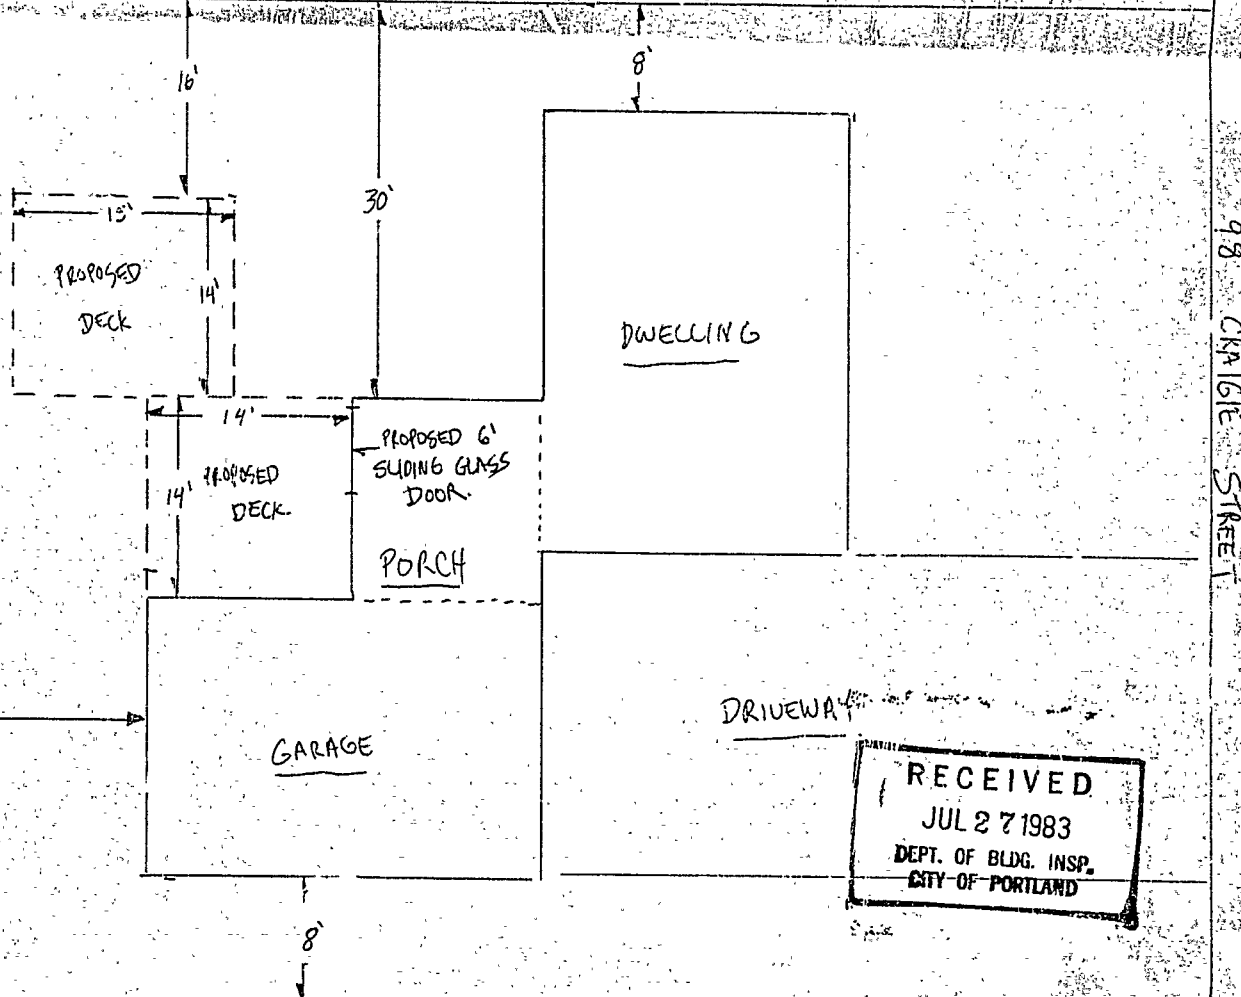 8'
16'
30'
15'
PROPOSED
DECK
14'
DWELLING
14'
PROPOSED 6'
SLIDING GLASS
DOOR.
14'
PROPOSED
DECK.
PORCH
98 CRAIGIE STREET
DRIVEWAY
GARAGE
RECEIVED
JUL 27 1983
DEPT. OF BLDG. INSP.
CITY OF PORTLAND
8'